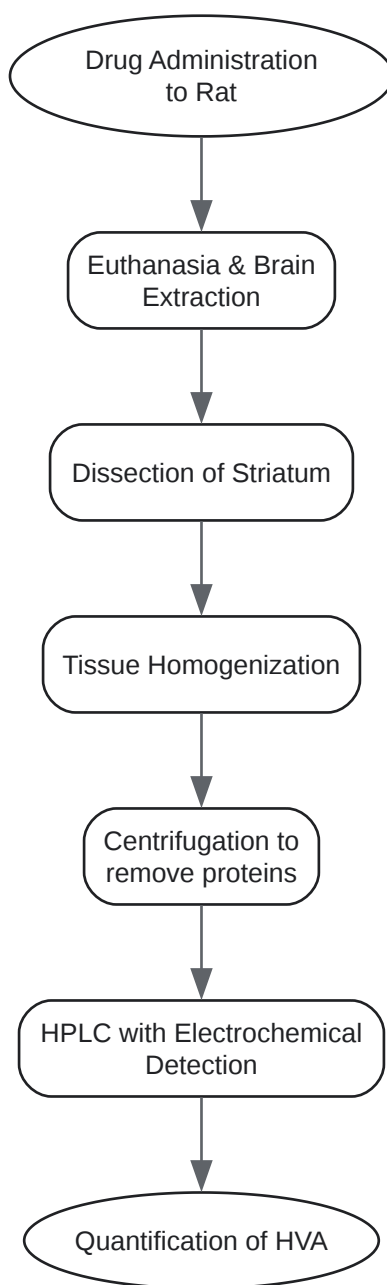 Drug Administration
to Rat
Euthanasia & Brain
Extraction
Dissection of Striatum
Tissue Homogenization
Centrifugation to
remove proteins
HPLC with Electrochemical
Detection
Quantification of HVA